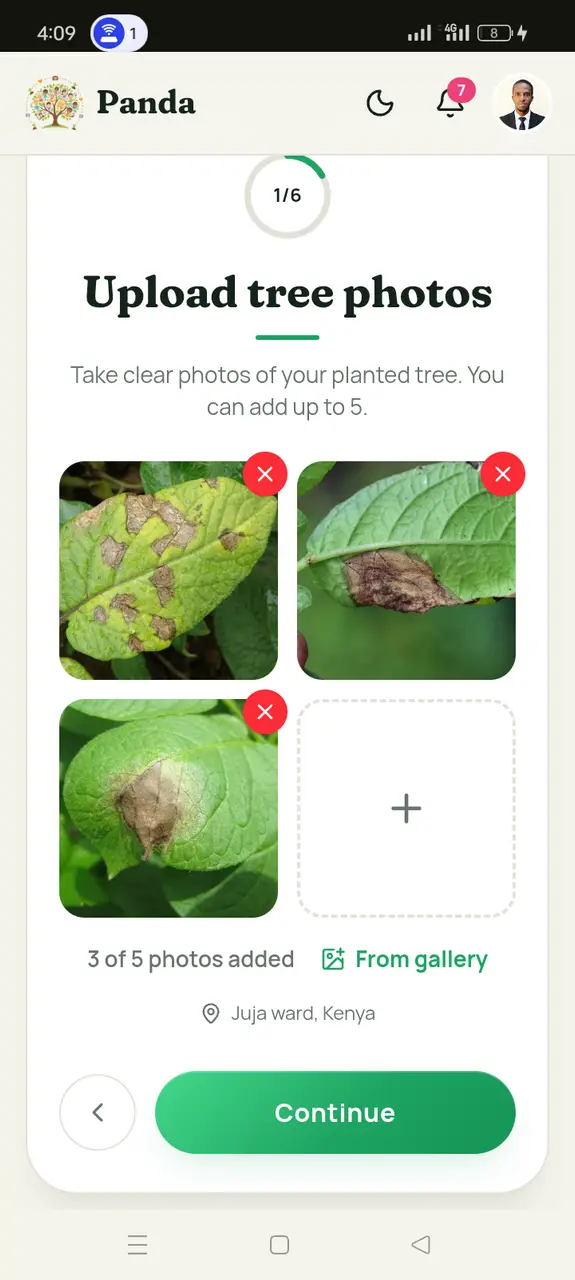 4:09
1
4G
8
Panda
7
1/6
Upload tree photos
Take clear photos of your planted tree. You
can add up to 5.
3 of 5 photos added
From gallery
Juja ward, Kenya
Continue